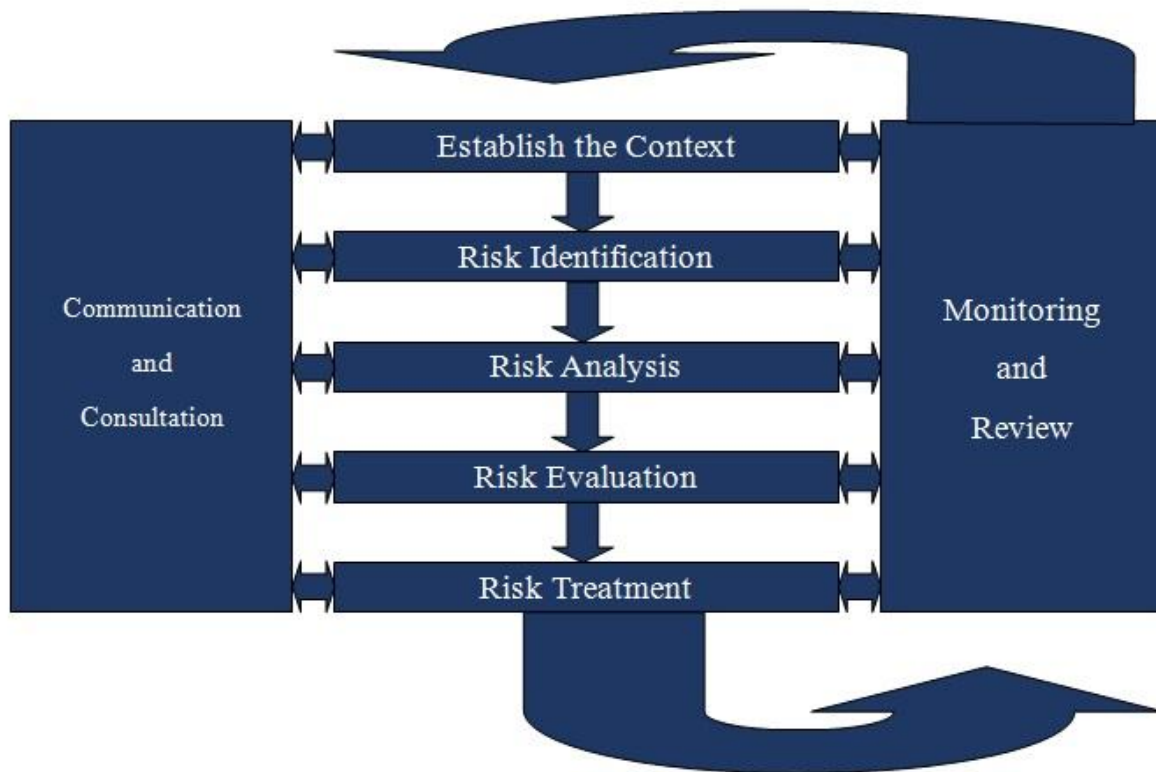 Establish the Context
Risk Identification
Communication
and
Consultation
Risk Analysis
Monitoring
and
Review
Risk Evaluation
Risk Treatment